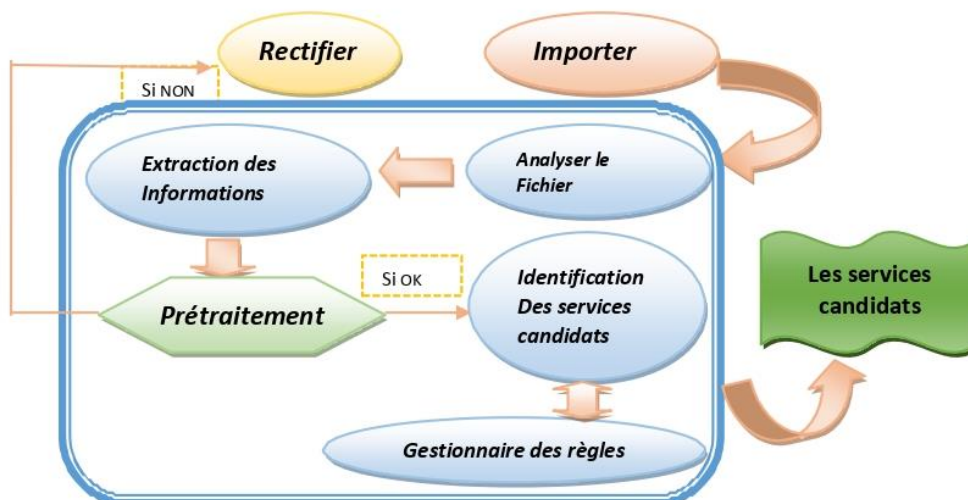 Rectifier
Importer
Si NON
Extraction des
Informations
Analyser le
Fichier
Si OK
Identification
Des services
candidats
Les services
candidats
Prétraitement
Gestionnaire des règles